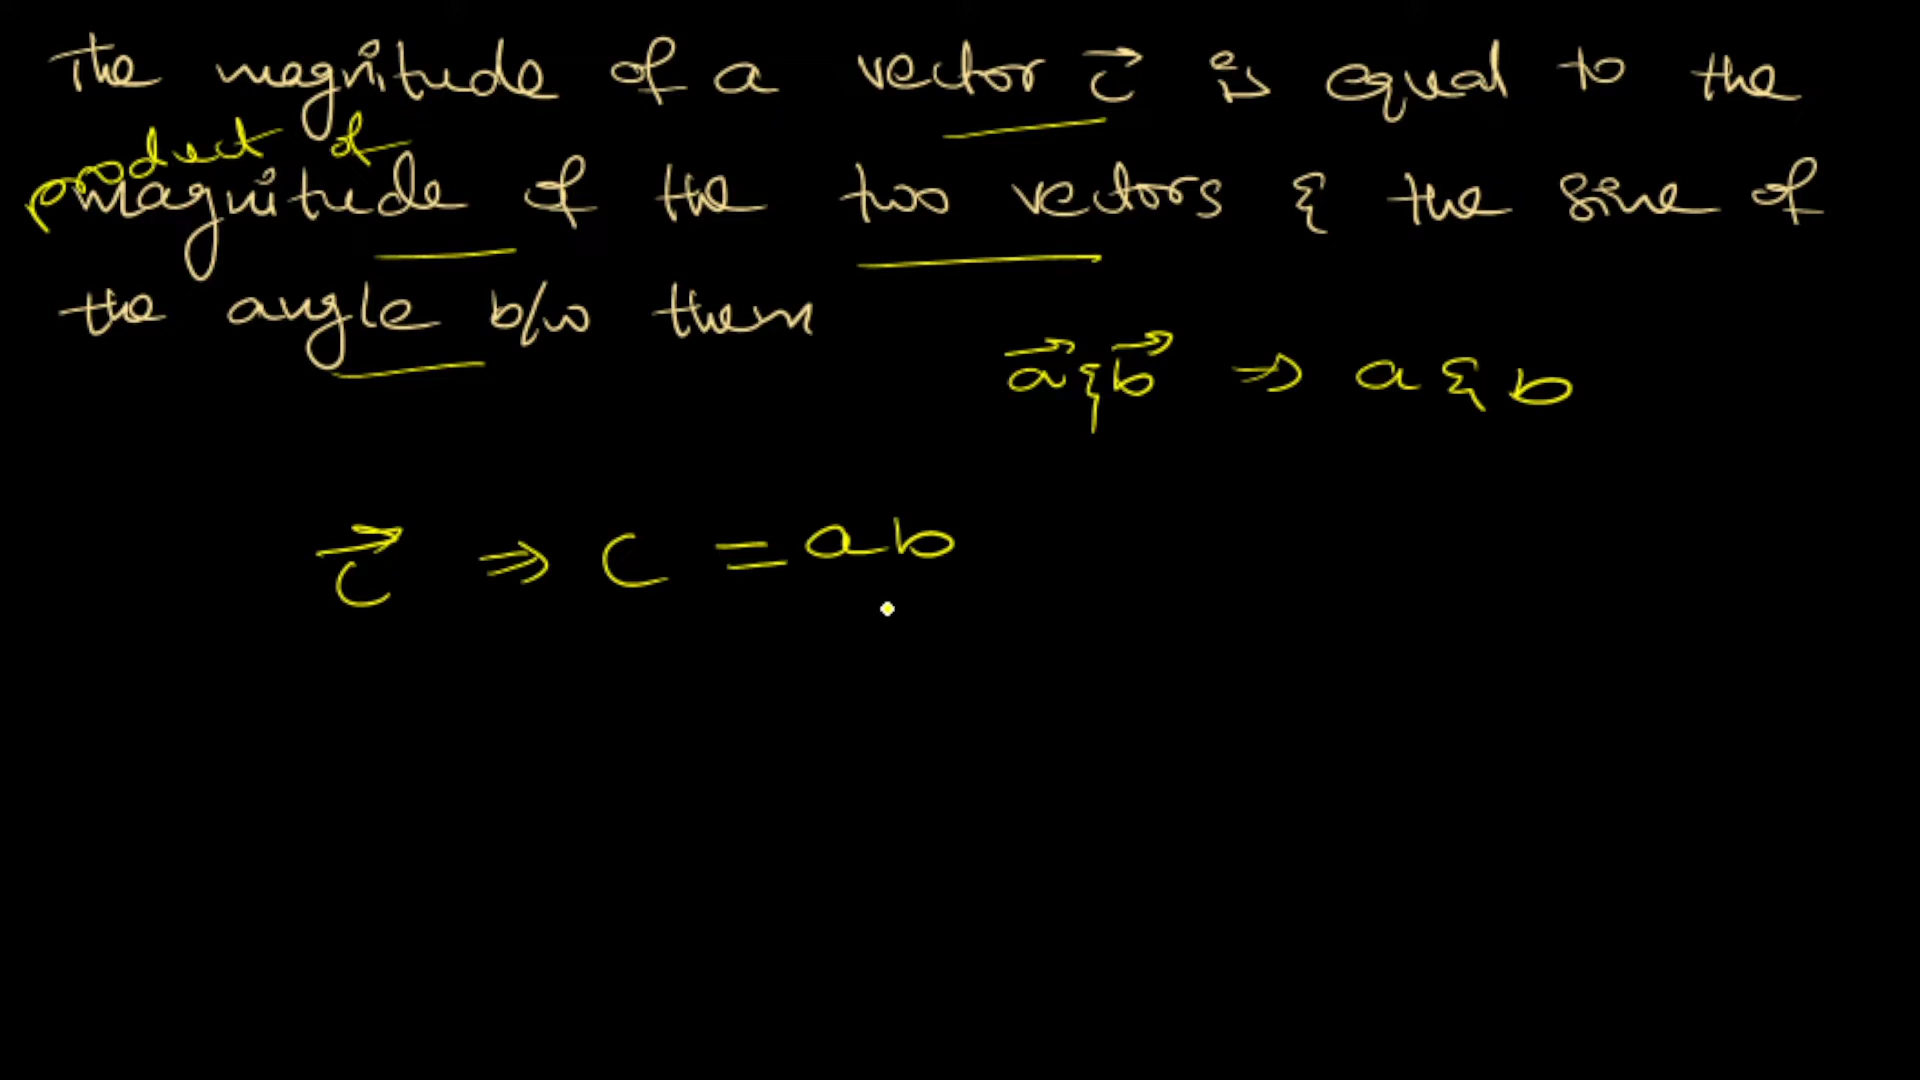 The magnitude of a vector c⃗ is equal to the
product of
magnitude of the two vectors & the sine of
the angle b/w them
a⃗ & b⃗ ⇒ a & b
c⃗ ⇒ c = ab